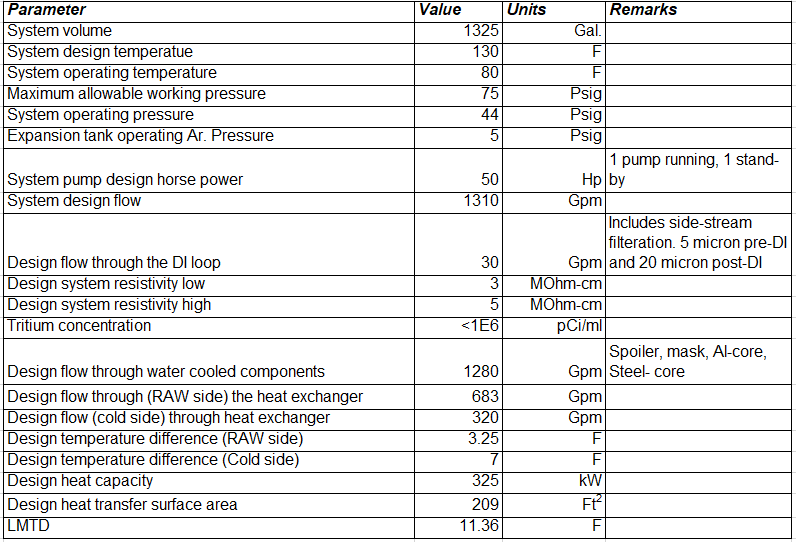 Parameter Value Units Remarks
System volume 1325 Gal.
System design temperatue 130 F
System operating temperature 80 F
Maximum allowable working pressure 75 Psig
System operating pressure 44 Psig
Expansion tank operating Ar. Pressure 5 Psig
1 pump running, 1 stand-
System pump design horse power 50 Hp by
System design flow 1310 Gpm
Includes side-stream
filteration. 5 micron pre-DI
Design flow through the DI loop 30 Gpm and 20 micron post-DI
Design system resistivity low 3 MOhm-cm
Design system resistivity high 5 MOhm-cm
Tritium concentration <1E6 pCi/ml
Spoiler, mask, Al-core,
Design flow through water cooled components 1280 Gpm Steel- core
Design flow through (RAW side) the heat exchanger 683 Gpm
Design flow (cold side) through heat exchanger 320 Gpm
Design temperature difference (RAW side) 3.25 F
Design temperature difference (Cold side) 7 F
Design heat capacity 325 kW
Design heat transfer surface area 209 Ft²
LMTD 11.36 F